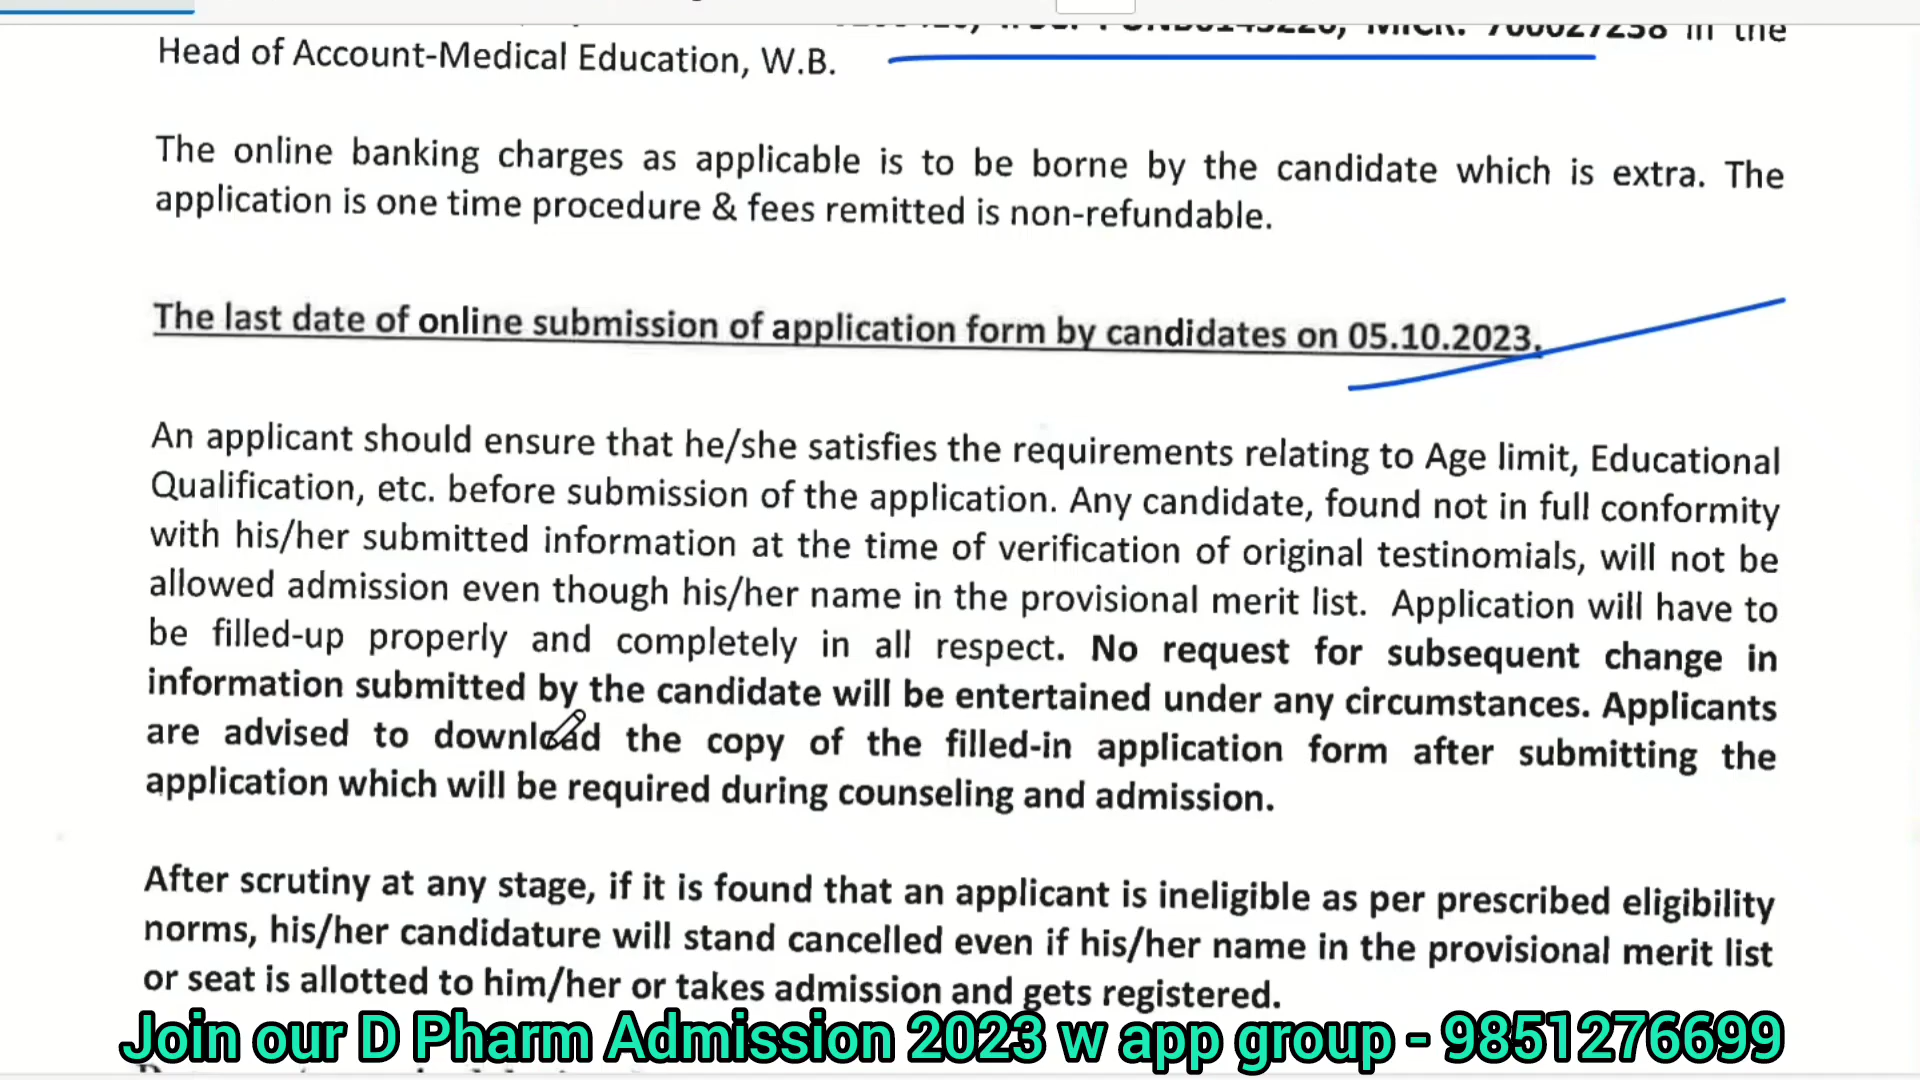 MICR: 700027238 in the
Head of Account-Medical Education, W.B.
The online banking charges as applicable is to be borne by the candidate which is extra. The
application is one time procedure & fees remitted is non-refundable.
The last date of online submission of application form by candidates on 05.10.2023.
An applicant should ensure that he/she satisfies the requirements relating to Age limit, Educational
Qualification, etc. before submission of the application. Any candidate, found not in full conformity
with his/her submitted information at the time of verification of original testinomials, will not be
allowed admission even though his/her name in the provisional merit list. Application will have to
be filled-up properly and completely in all respect. No request for subsequent change in
information submitted by the candidate will be entertained under any circumstances. Applicants
are advised to download the copy of the filled-in application form after submitting the
application which will be required during counseling and admission.
After scrutiny at any stage, if it is found that an applicant is ineligible as per prescribed eligibility
norms, his/her candidature will stand cancelled even if his/her name in the provisional merit list
or seat is allotted to him/her or takes admission and gets registered.
Join our D Pharm Admission 2023 w app group - 9851276699